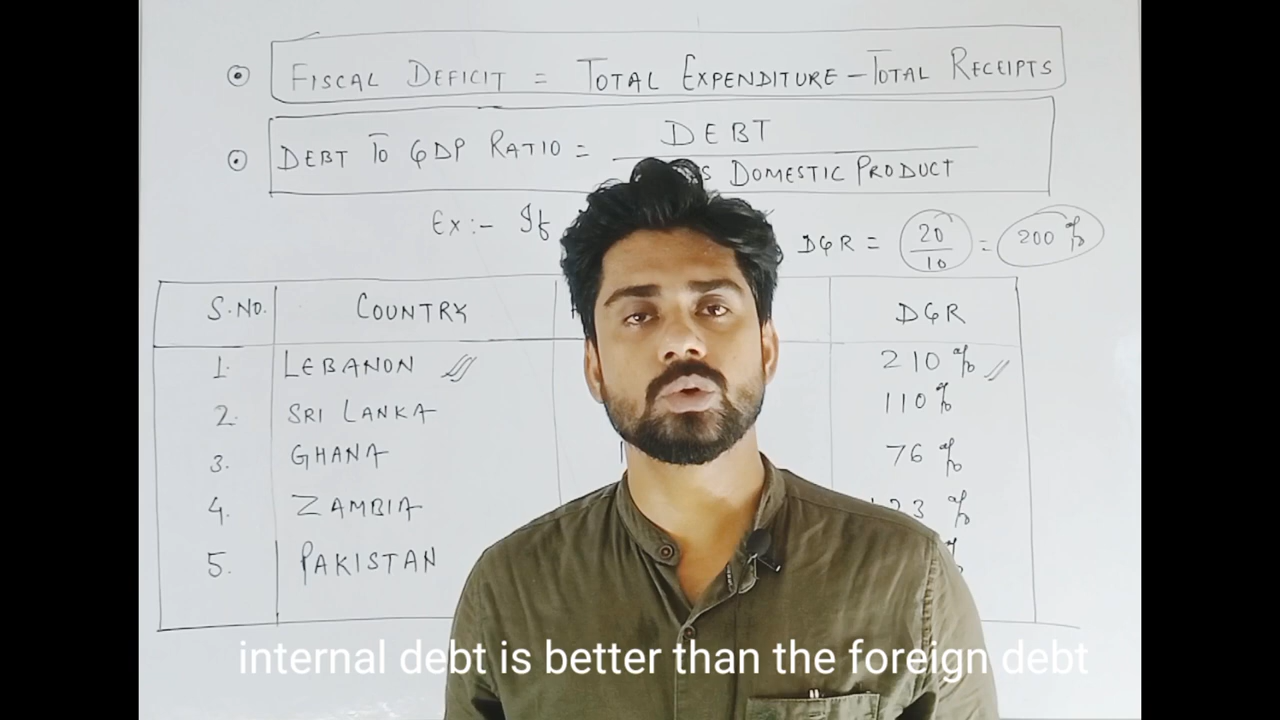 FISCAL DEFICIT = TOTAL EXPENDITURE - TOTAL RECEIPTS
DEBT TO GDP RATIO = DEBT
DOMESTIC PRODUCT
Ex:- If
DGR = 20/10 = 200%
S.NO. COUNTRY DGR
1. LEBANON 210%
2. SRI LANKA 110%
3. GHANA 76%
4. ZAMBIA 23%
5. PAKISTAN %
internal debt is better than the foreign debt